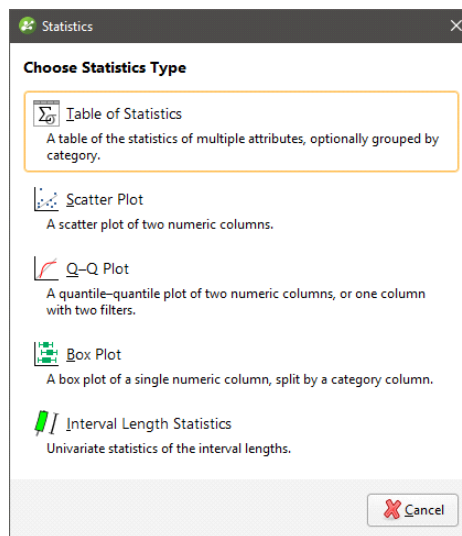 Statistics
Choose Statistics Type
Table of Statistics
A table of the statistics of multiple attributes, optionally grouped by
category.
Scatter Plot
A scatter plot of two numeric columns.
Q–Q Plot
A quantile–quantile plot of two numeric columns, or one column
with two filters.
Box Plot
A box plot of a single numeric column, split by a category column.
Interval Length Statistics
Univariate statistics of the interval lengths.
Cancel